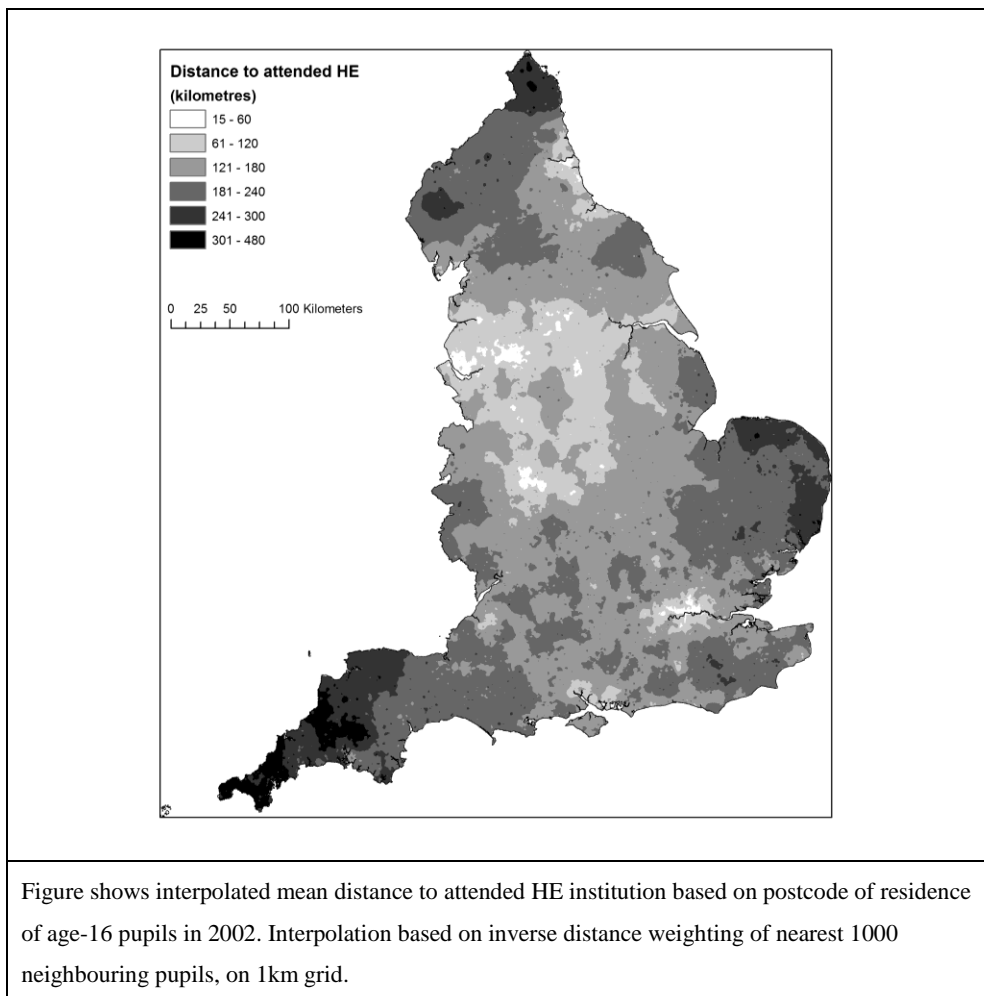 Distance to attended HE
(kilometres)
15 - 60
61 - 120
121 - 180
181 - 240
241 - 300
301 - 480
0 25 50 100 Kilometers
Figure shows interpolated mean distance to attended HE institution based on postcode of residence
of age-16 pupils in 2002. Interpolation based on inverse distance weighting of nearest 1000
neighbouring pupils, on 1km grid.